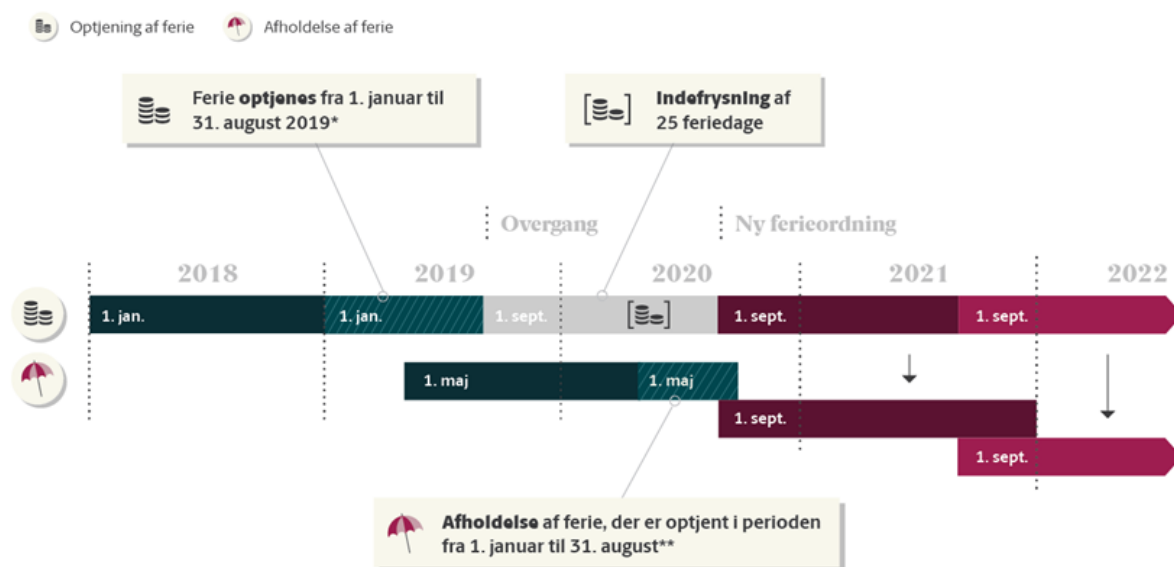 Optjening af ferie
Afholdelse af ferie
Ferie optjenes fra 1. januar til
31. august 2019*
Indefrysning af
25 feriedage
Overgang
Ny ferieordning
2018
2019
2020
2021
2022
1. jan.
1. jan.
1. sept.
1. sept.
1. sept.
1. maj
1. maj
1. sept.
1. sept.
Afholdelse af ferie, der er optjent i perioden
fra 1. januar til 31. august**